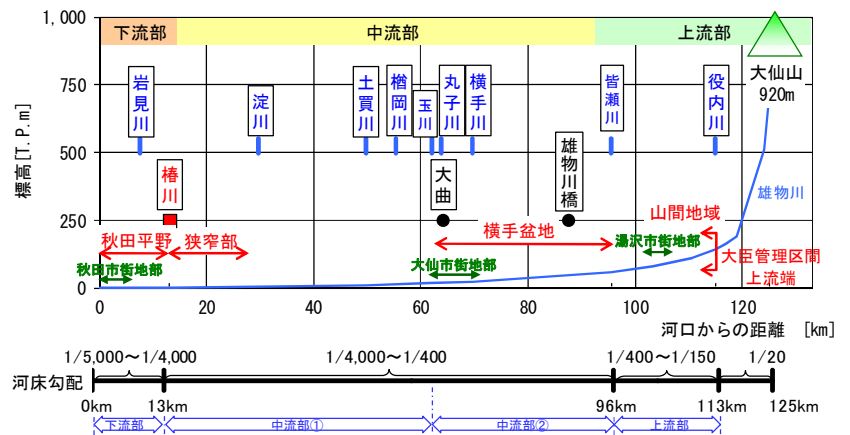 下流部 中流部 上流部
標高[T.P.m]
1,000
750
500
250
0
岩見川
淀川
土買川
楢岡川
玉川
丸子川
横手川
皆瀬川
役内川
大仙山
920m
椿川
大曲
雄物川橋
雄物川
秋田平野
狭窄部
横手盆地
山間地域
秋田市街地部
大仙市街地部
湯沢市街地部
大臣管理区間
上流端
0 20 40 60 80 100 120
河口からの距離 [km]
1/5,000～1/4,000 1/4,000～1/400 1/400～1/150 1/20
河床勾配
0km 13km 96km 113km 125km
下流部 中流部① 中流部② 上流部